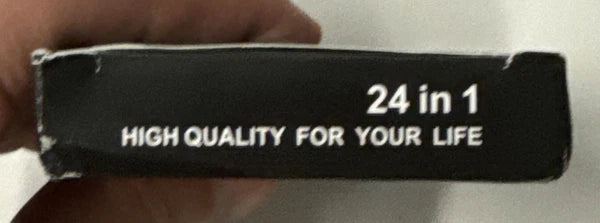 24 in 1
HIGH QUALITY FOR YOUR LIFE